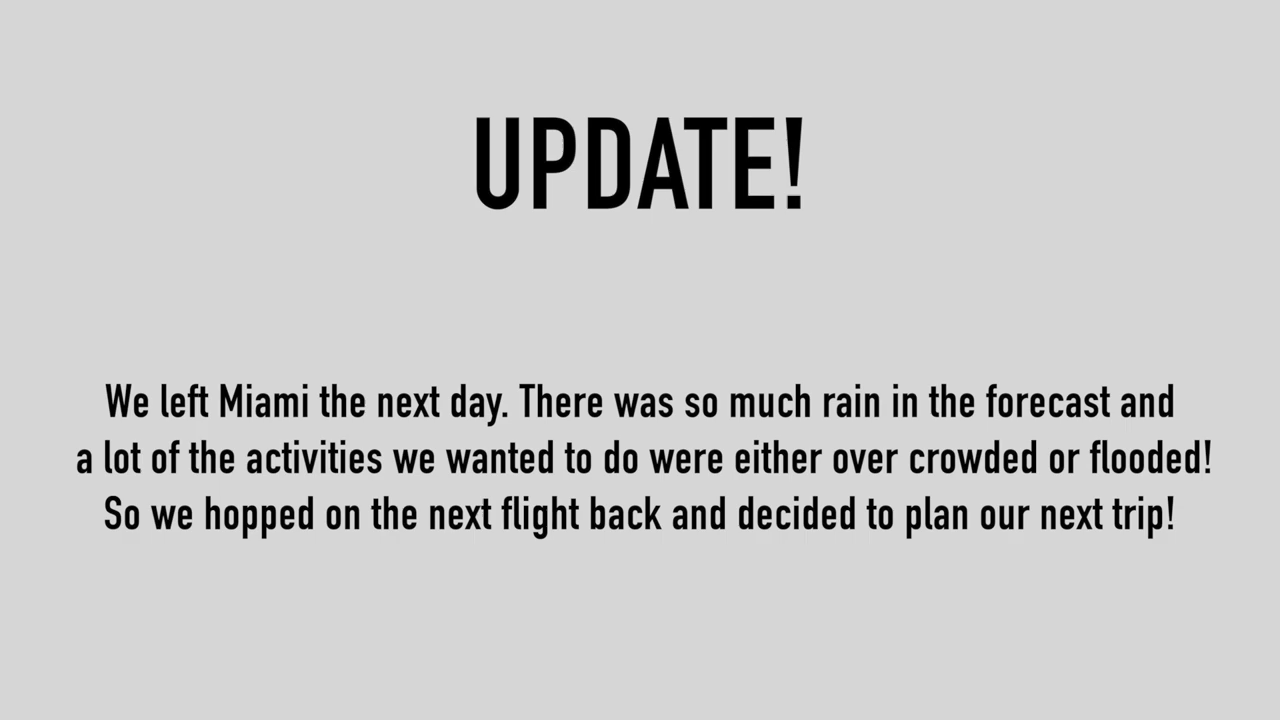 UPDATE!
We left Miami the next day. There was so much rain in the forecast and
a lot of the activities we wanted to do were either over crowded or flooded!
So we hopped on the next flight back and decided to plan our next trip!